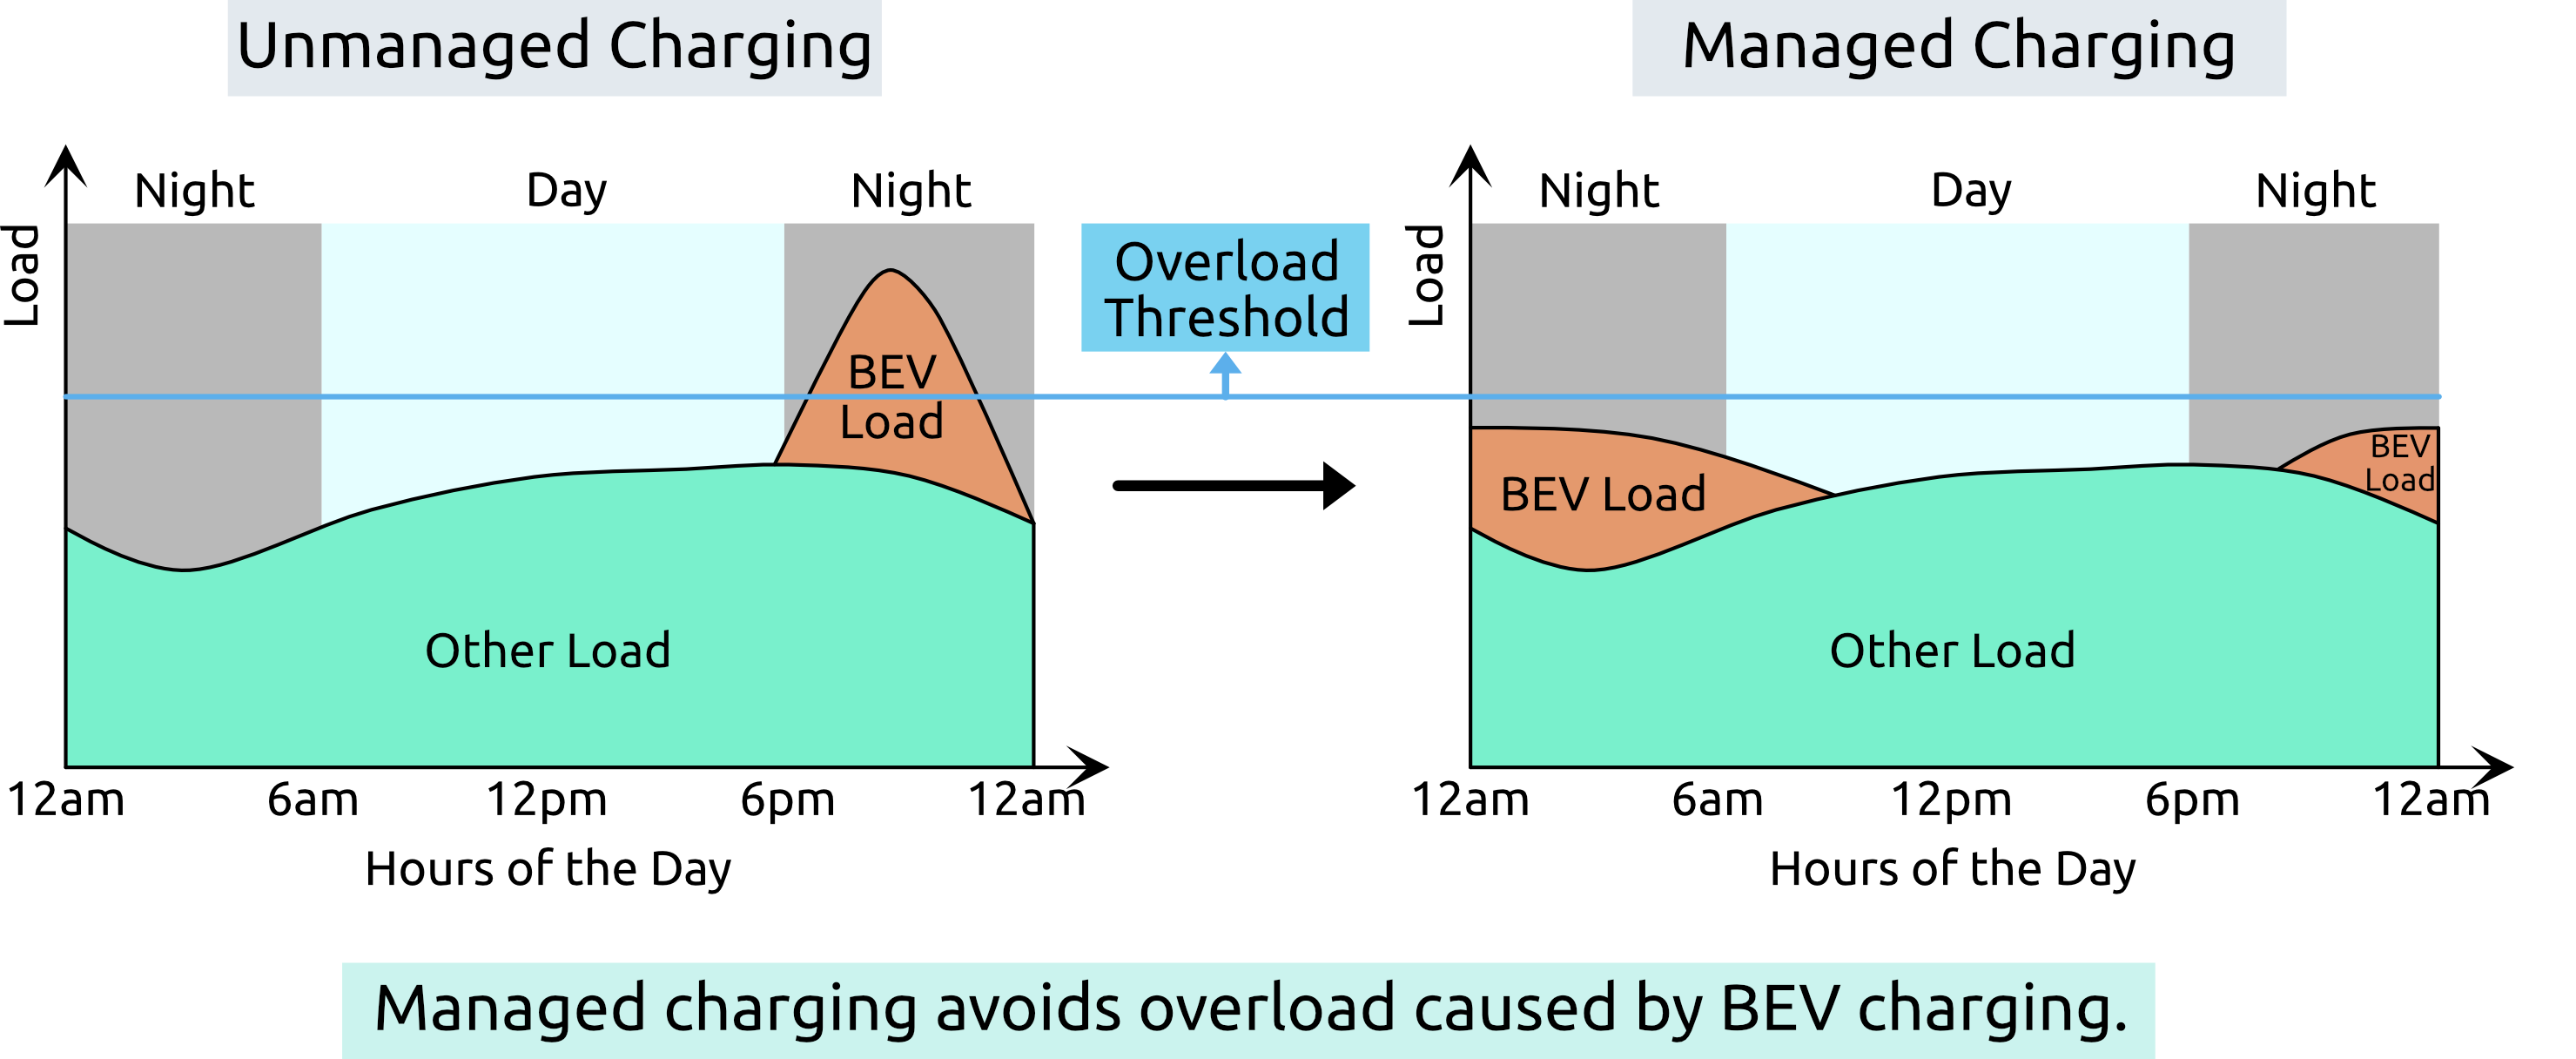 Unmanaged Charging
Managed Charging
Night
Day
Night
Load
BEV
Load
Other Load
12am
6am
12pm
6pm
12am
Hours of the Day
Overload
Threshold
Night
Day
Night
Load
BEV Load
BEV
Load
Other Load
12am
6am
12pm
6pm
12am
Hours of the Day
Managed charging avoids overload caused by BEV charging.